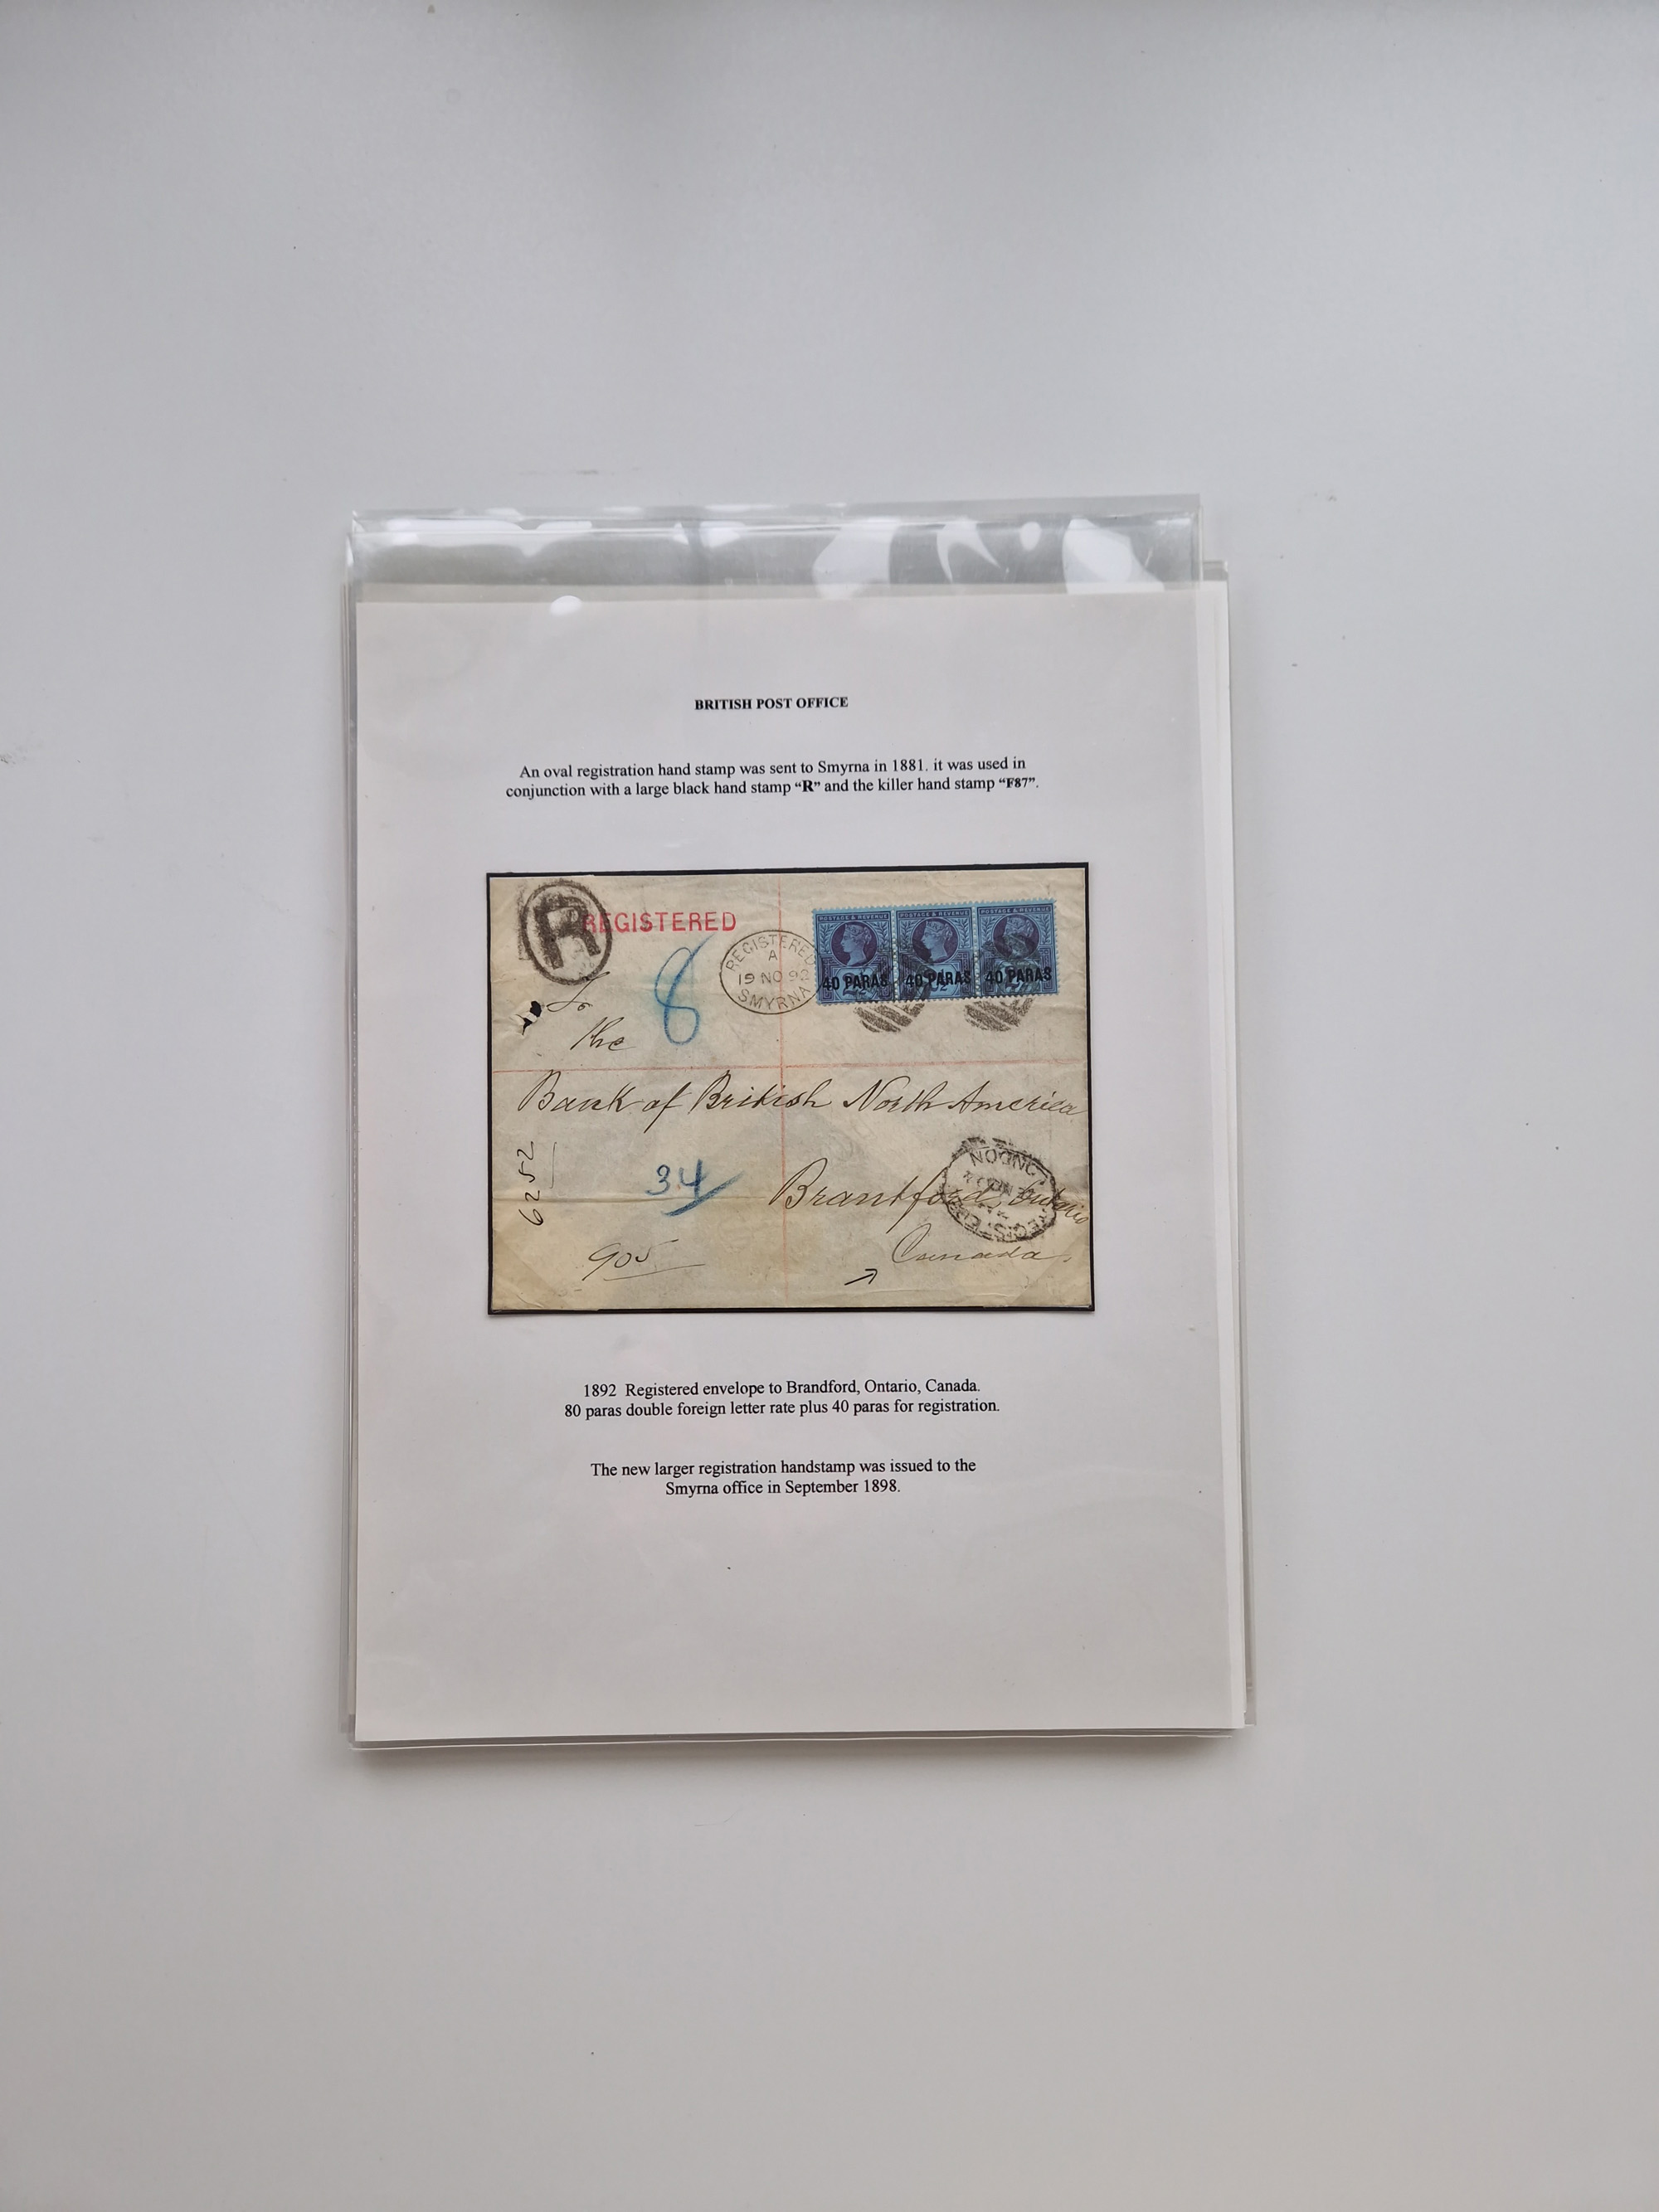 BRITISH POST OFFICE
An oval registration hand stamp was sent to Smyrna in 1881. it was used in
conjunction with a large black hand stamp “R” and the killer hand stamp “F87”.
R
REGISTERED
REGISTERED
A
19 NO 92
SMYRNA
POSTAGE & REVENUE POSTAGE & REVENUE POSTAGE & REVENUE
40 PARAS 40 PARAS 40 PARAS
8
To
the
Bank of British North America
6252
34
Brantford, Ontario
Canada
905
1892 Registered envelope to Brandford, Ontario, Canada.
80 paras double foreign letter rate plus 40 paras for registration.
The new larger registration handstamp was issued to the
Smyrna office in September 1898.